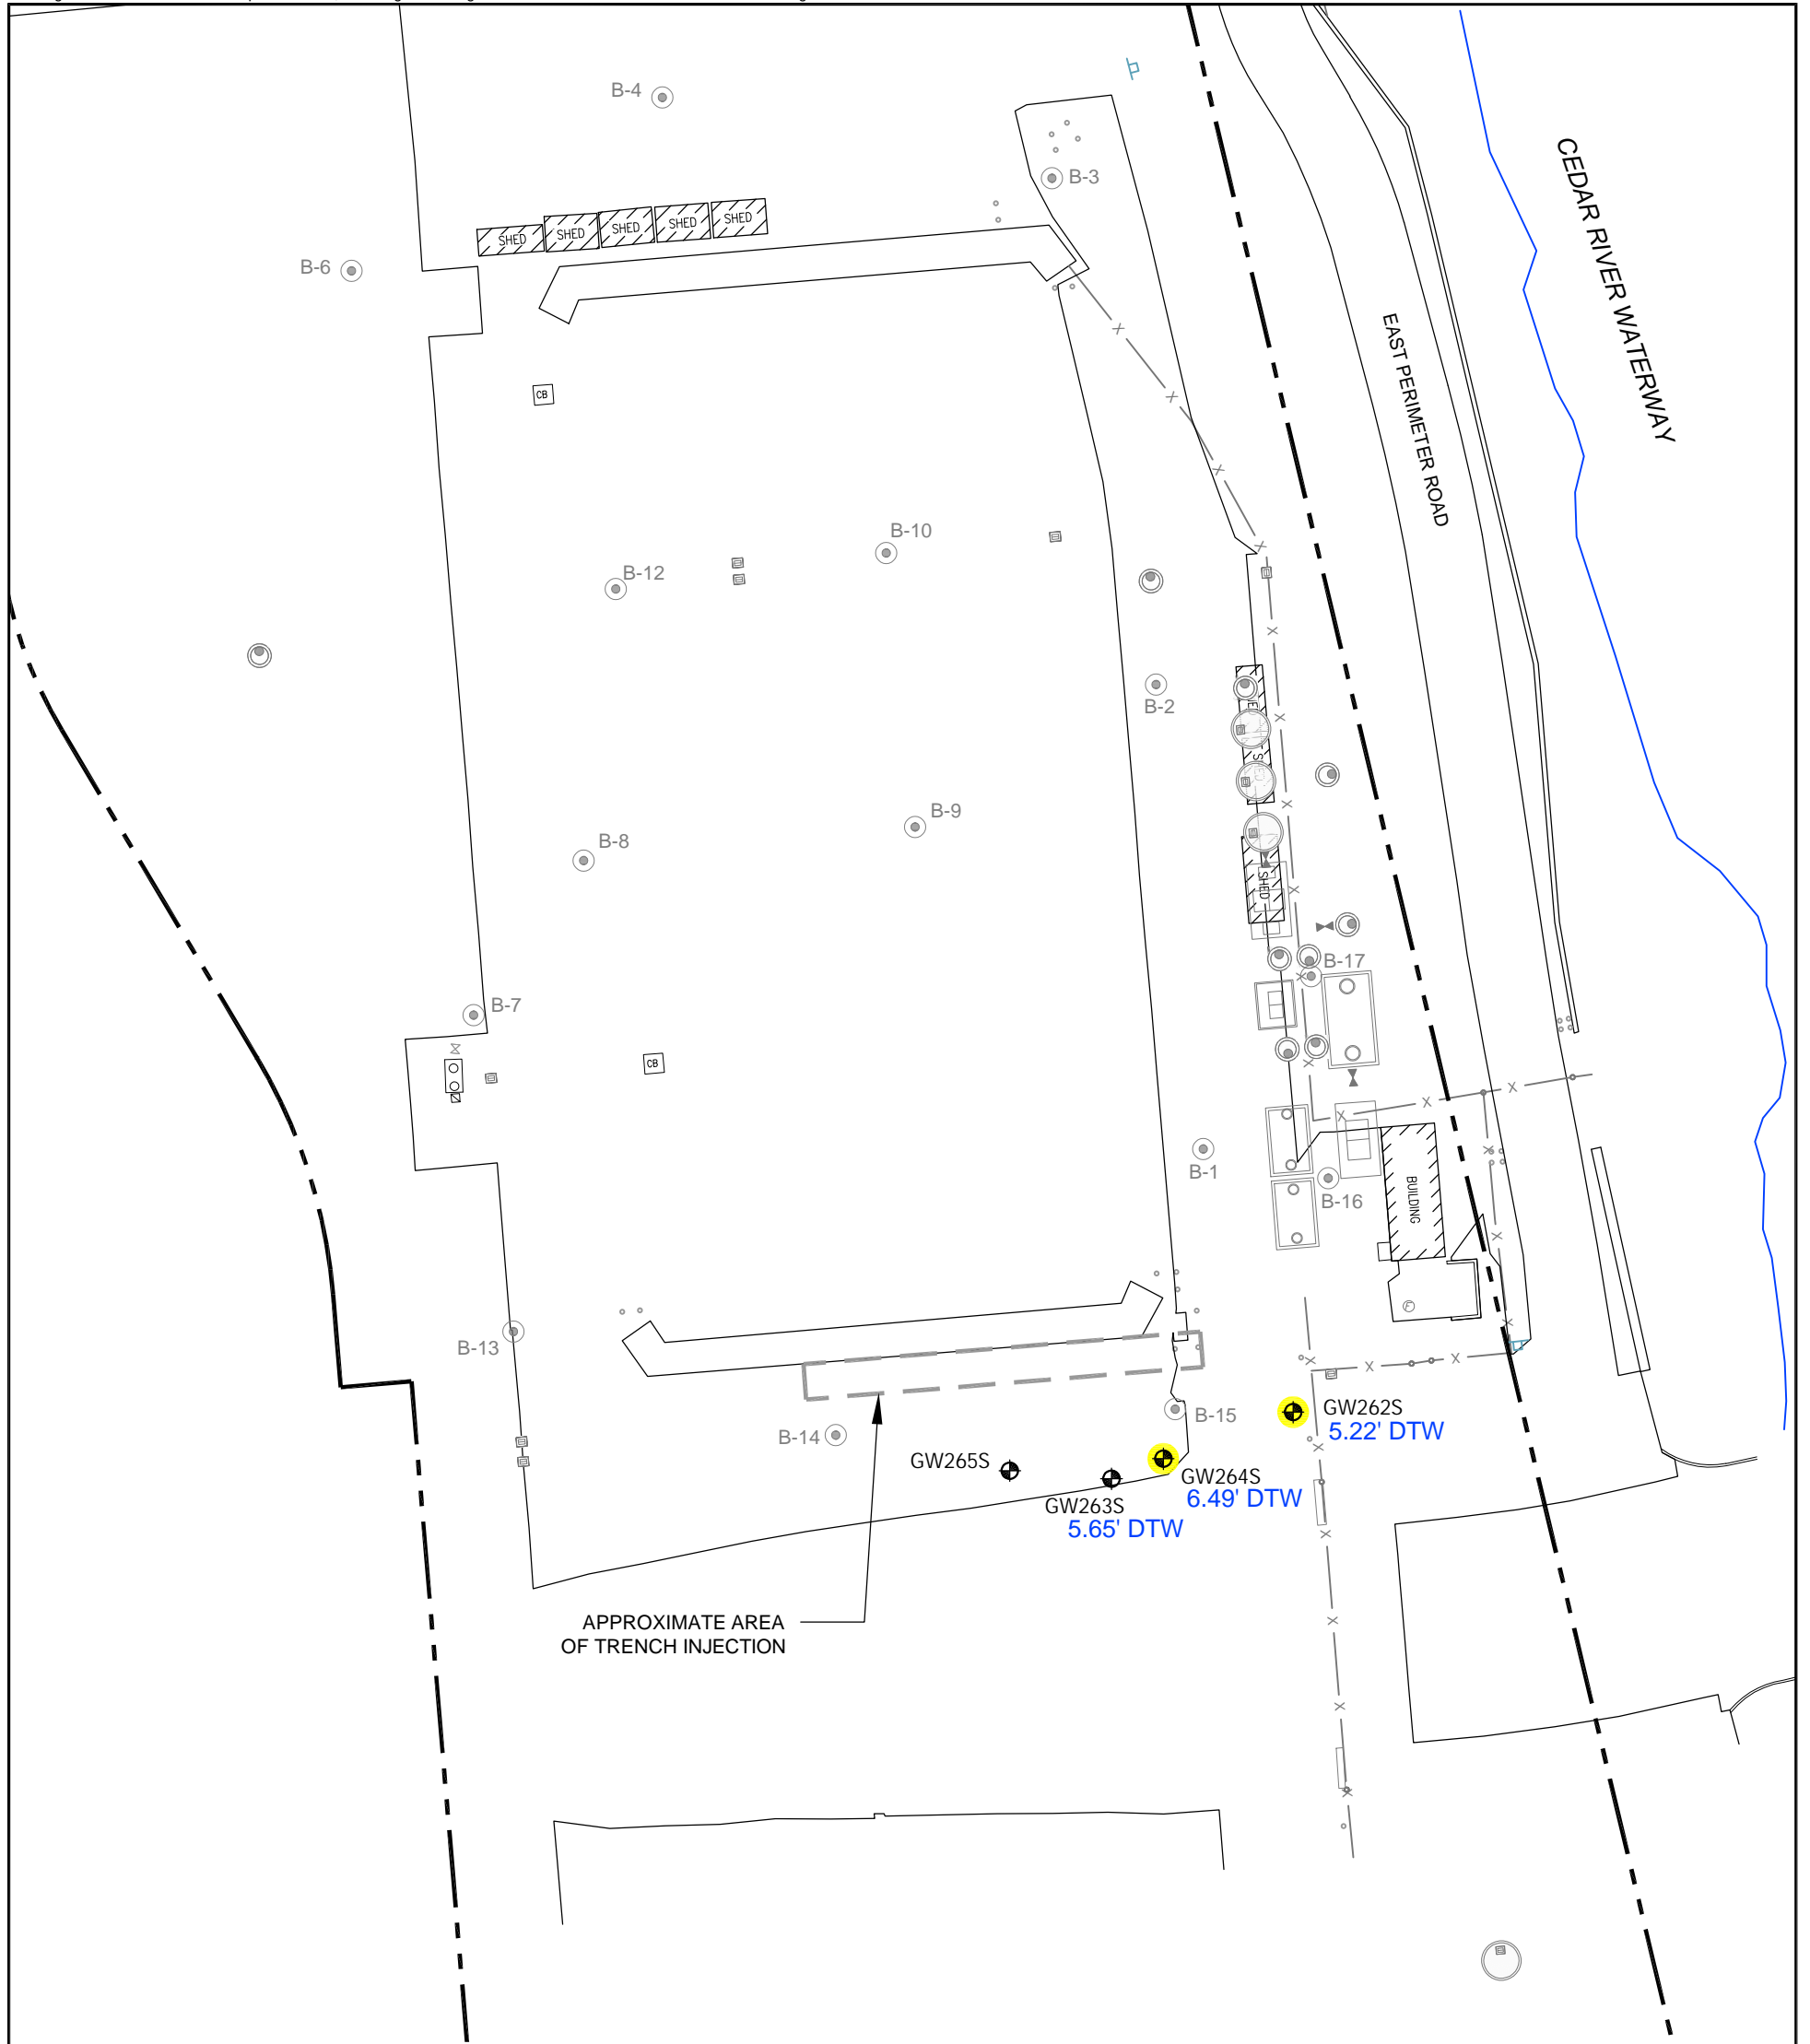 B-4
B-3
CEDAR RIVER WATERWAY
SHED
SHED
SHED
SHED
SHED
B-6
EAST PERIMETER ROAD
CB
B-10
B-12
B-2
B-9
B-8
SHED
B-17
B-7
CB
B-1
B-16
BUILDING
F
B-13
B-15
B-14
GW262S
5.22' DTW
GW265S
GW264S
6.49' DTW
GW263S
5.65' DTW
APPROXIMATE AREA
OF TRENCH INJECTION